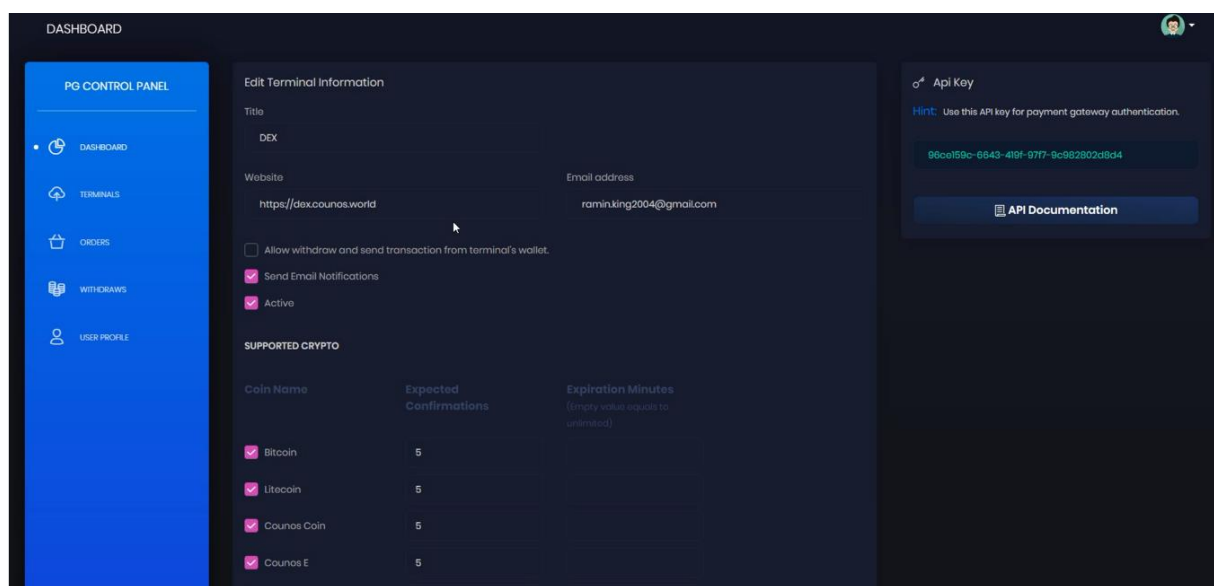 DASHBOARD
PG CONTROL PANEL
DASHBOARD
TERMINALS
ORDERS
WITHDRAWS
USER PROFILE
Edit Terminal Information
Title
DEX
Website
https://dex.counos.world
Email address
ramin.king2004@gmail.com
Allow withdraw and send transaction from terminal's wallet.
Send Email Notifications
Active
SUPPORTED CRYPTO
Coin Name
Expected
Confirmations
Expiration Minutes
(Empty value equals to
unlimited)
Bitcoin 5
Litecoin 5
Counos Coin 5
Counos E 5
Api Key
Hint: Use this API key for payment gateway authentication.
96ce159c-6643-419f-97f7-9c982802d8d4
API Documentation